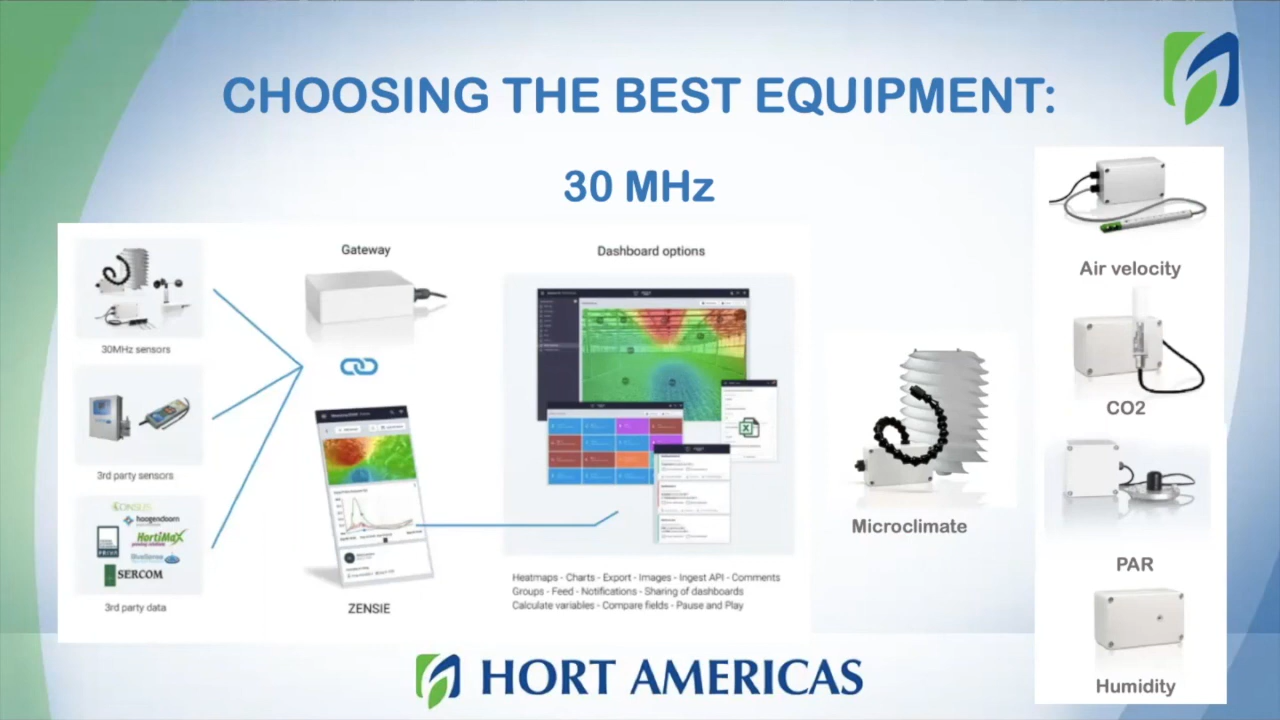 CHOOSING THE BEST EQUIPMENT:
30 MHz
Gateway
Dashboard options
30MHz sensors
3rd party sensors
hoogendoorn
PRIVA
HortiMaX
BlueSense
SERCOM
3rd party data
ZENSIE
Heatmaps - Charts - Export - Images - Ingest API - Comments
Groups - Feed - Notifications - Sharing of dashboards
Calculate variables - Compare fields - Pause and Play
Microclimate
Air velocity
CO2
PAR
Humidity
HORT AMERICAS